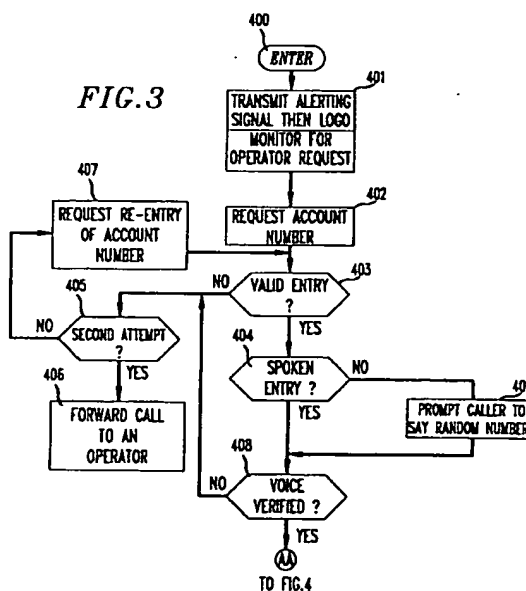 400
ENTER
FIG.3
401
TRANSMIT ALERTING
SIGNAL THEN LOGO
MONITOR FOR
OPERATOR REQUEST
407
REQUEST RE-ENTRY
OF ACCOUNT
NUMBER
402
REQUEST ACCOUNT
NUMBER
403
NO
VALID ENTRY
?
YES
405
NO
SECOND ATTEMPT
?
YES
404
SPOKEN
ENTRY ?
NO
YES
406
FORWARD CALL
TO AN
OPERATOR
PROMPT CALLER TO
SAY RANDOM NUMBER
408
NO
VOICE
VERIFIED ?
YES
AA
TO FIG.4